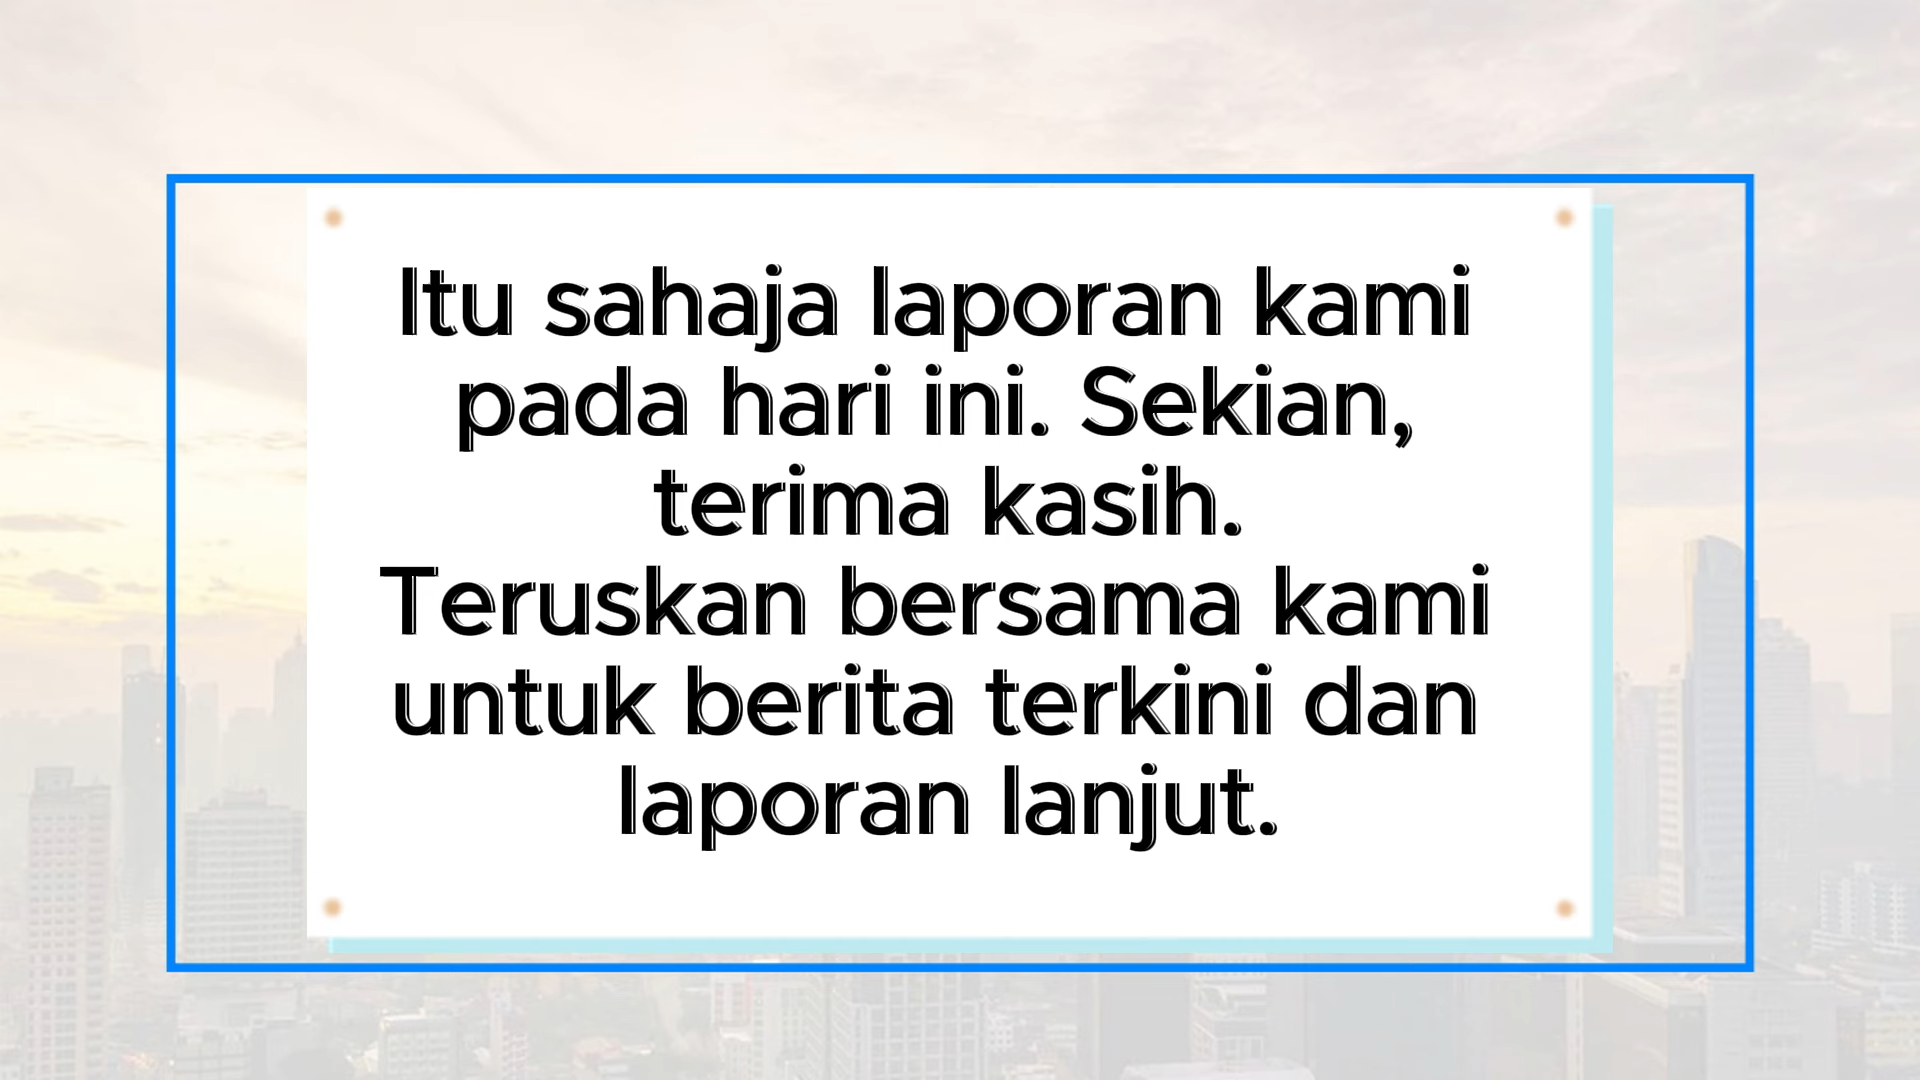 Itu sahaja laporan kami
pada hari ini. Sekian,
terima kasih.
Teruskan bersama kami
untuk berita terkini dan
laporan lanjut.